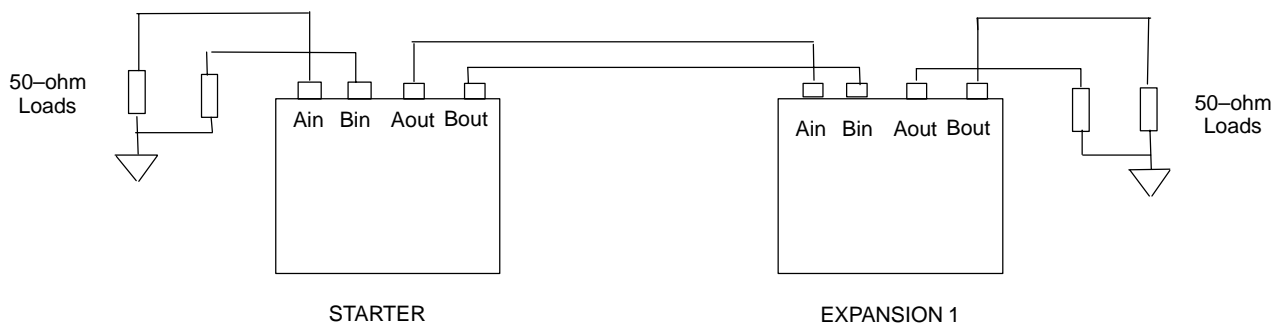 50–ohm
Loads
Ain Bin Aout Bout
Ain Bin Aout Bout
50–ohm
Loads
STARTER
EXPANSION 1